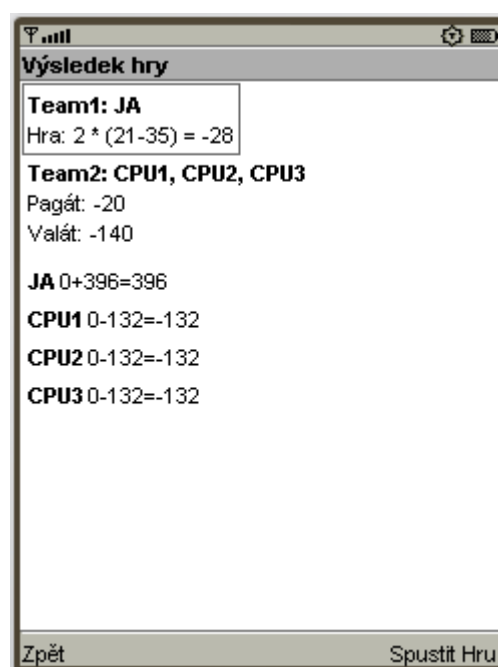 Výsledek hry
Team1: JA
Hra: 2 * (21-35) = -28
Team2: CPU1, CPU2, CPU3
Pagát: -20
Valát: -140
JA 0+396=396
CPU1 0-132=-132
CPU2 0-132=-132
CPU3 0-132=-132
Zpět Spustit Hru